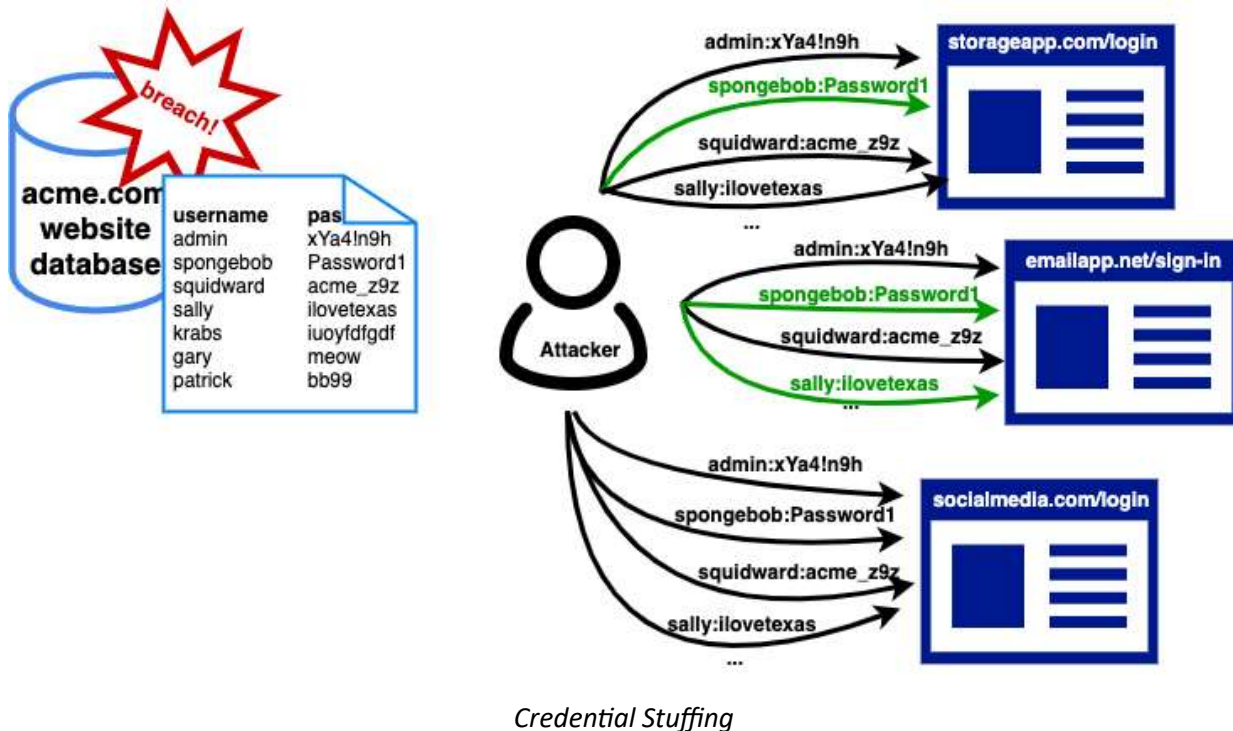 breach!
acme.com
website
database
username pas
admin xYa4!n9h
spongebob Password1
squidward acme_z9z
sally ilovetexas
krabs iuoyfdfgdf
gary meow
patrick bb99
Attacker
admin:xYa4!n9h
spongebob:Password1
squidward:acme_z9z
sally:ilovetexas
...
storageapp.com/login
admin:xYa4!n9h
spongebob:Password1
squidward:acme_z9z
sally:ilovetexas
...
emailapp.net/sign-in
admin:xYa4!n9h
spongebob:Password1
squidward:acme_z9z
sally:ilovetexas
...
socialmedia.com/login
Credential Stuffing